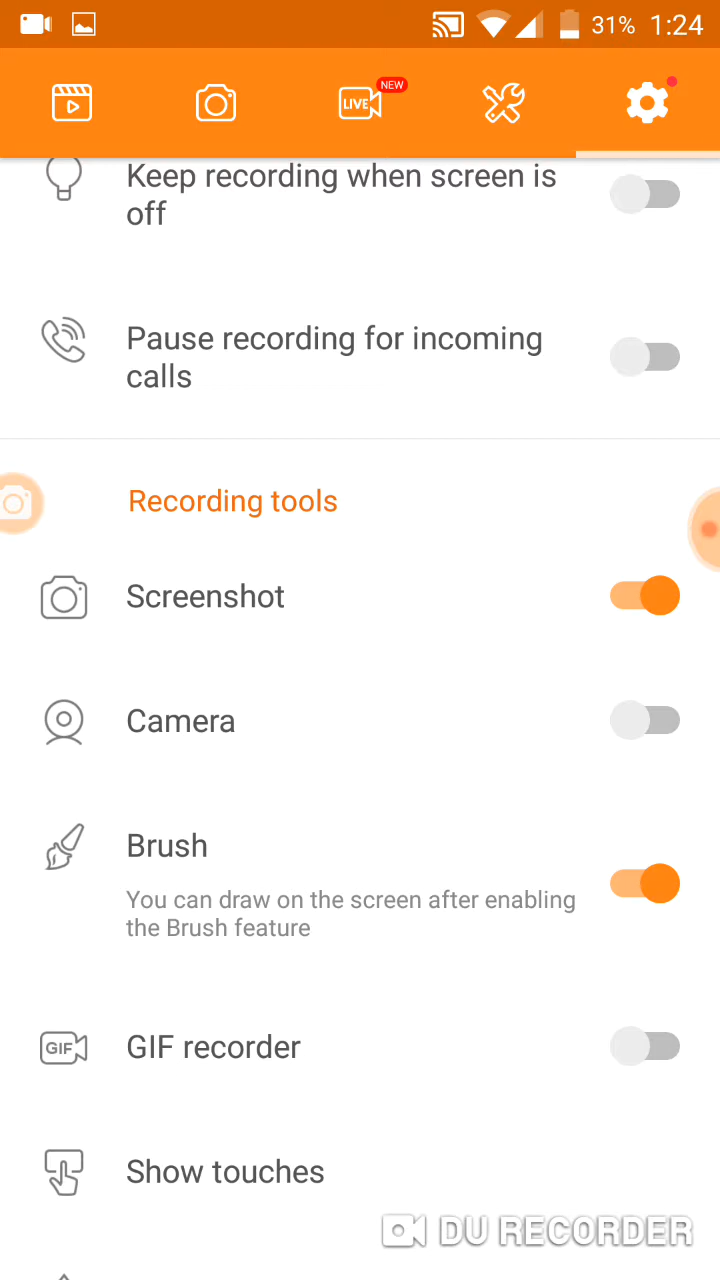 31% 1:24
LIVE NEW
Keep recording when screen is
off
Pause recording for incoming
calls
Recording tools
Screenshot
Camera
Brush
You can draw on the screen after enabling
the Brush feature
GIF GIF recorder
Show touches
DU RECORDER